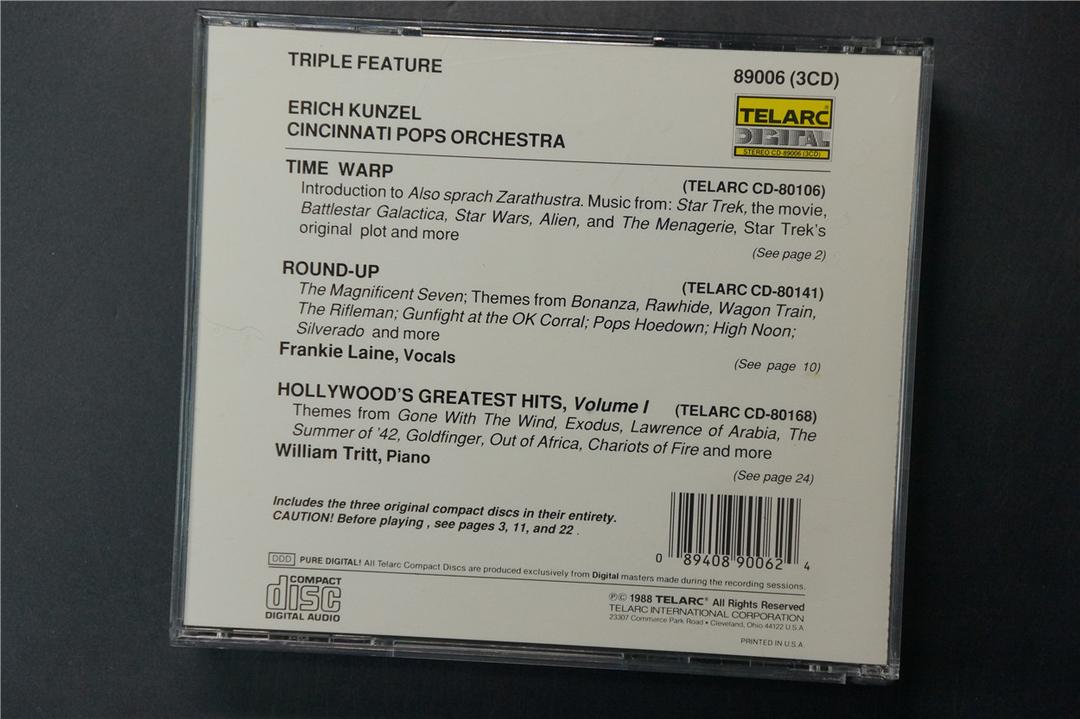 TRIPLE FEATURE
89006 (3CD)
TELARC®
DIGITAL
STEREO CD-89006 (3CD)
ERICH KUNZEL
CINCINNATI POPS ORCHESTRA
TIME WARP
(TELARC CD-80106)
Introduction to Also sprach Zarathustra. Music from: Star Trek, the movie,
Battlestar Galactica, Star Wars, Alien, and The Menagerie, Star Trek's
original plot and more
(See page 2)
ROUND-UP
(TELARC CD-80141)
The Magnificent Seven; Themes from Bonanza, Rawhide, Wagon Train,
The Rifleman; Gunfight at the OK Corral; Pops Hoedown; High Noon;
Silverado and more
Frankie Laine, Vocals
(See page 10)
HOLLYWOOD'S GREATEST HITS, Volume I (TELARC CD-80168)
Themes from Gone With The Wind, Exodus, Lawrence of Arabia, The
Summer of '42, Goldfinger, Out of Africa, Chariots of Fire and more
William Tritt, Piano
(See page 24)
Includes the three original compact discs in their entirety.
CAUTION! Before playing , see pages 3, 11, and 22 .
0 89408 90062 4
DDD PURE DIGITAL! All Telarc Compact Discs are produced exclusively from Digital masters made during the recording sessions.
COMPACT
disc
DIGITAL AUDIO
℗© 1988 TELARC® All Rights Reserved
TELARC INTERNATIONAL CORPORATION
23307 Commerce Park Road • Cleveland, Ohio 44122 U.S.A.
PRINTED IN U.S.A.